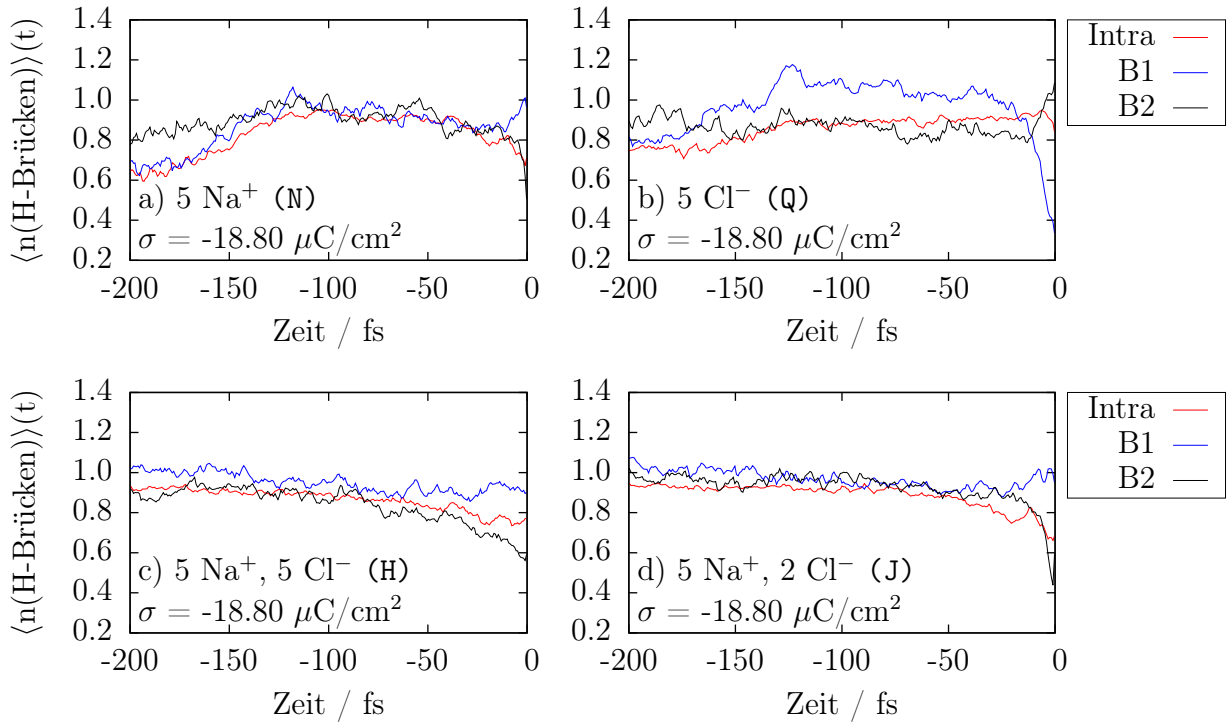 ⟨n(H-Brücken)⟩(t)
1.4
1.2
1.0
0.8
0.6
0.4
0.2
a) 5 Na⁺ (N)
σ = -18.80 μC/cm²
-200 -150 -100 -50 0
Zeit / fs
1.4
1.2
1.0
0.8
0.6
0.4
0.2
b) 5 Cl⁻ (Q)
σ = -18.80 μC/cm²
-200 -150 -100 -50 0
Zeit / fs
Intra
B1
B2
⟨n(H-Brücken)⟩(t)
1.4
1.2
1.0
0.8
0.6
0.4
0.2
c) 5 Na⁺, 5 Cl⁻ (H)
σ = -18.80 μC/cm²
-200 -150 -100 -50 0
Zeit / fs
1.4
1.2
1.0
0.8
0.6
0.4
0.2
d) 5 Na⁺, 2 Cl⁻ (J)
σ = -18.80 μC/cm²
-200 -150 -100 -50 0
Zeit / fs
Intra
B1
B2